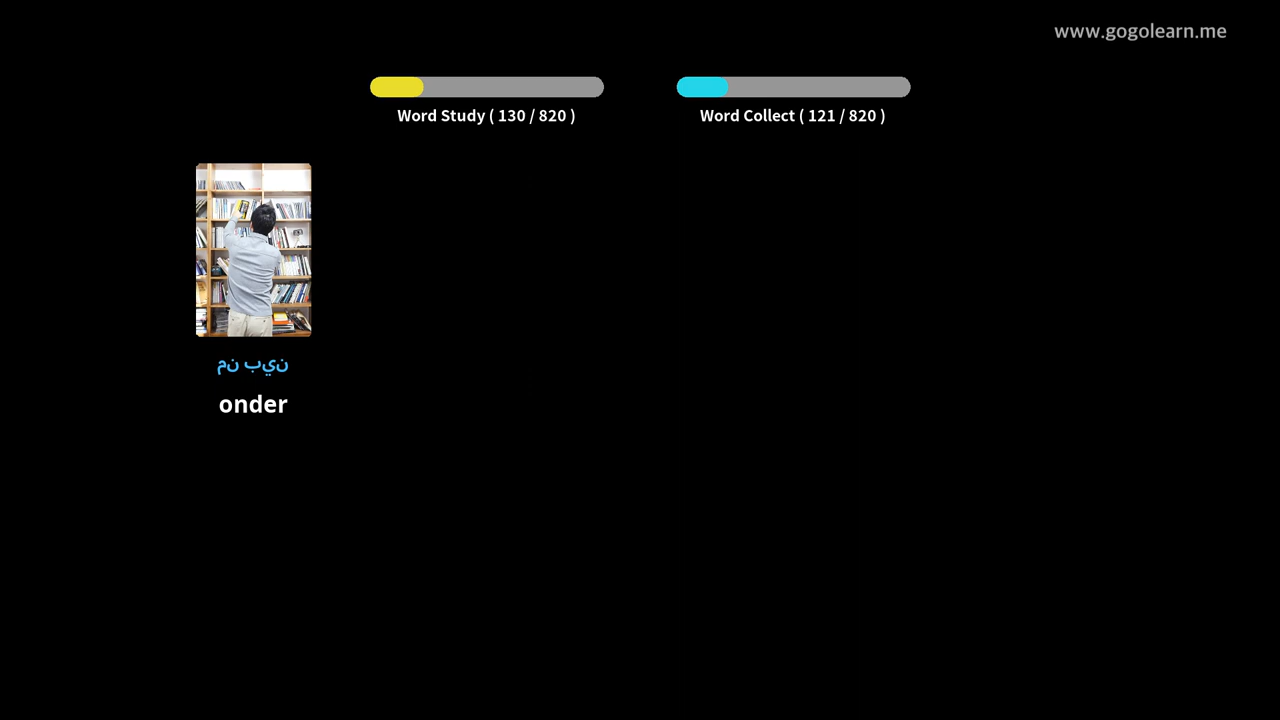 www.gogolearn.me
Word Study ( 130 / 820 )
Word Collect ( 121 / 820 )
من بين
onder